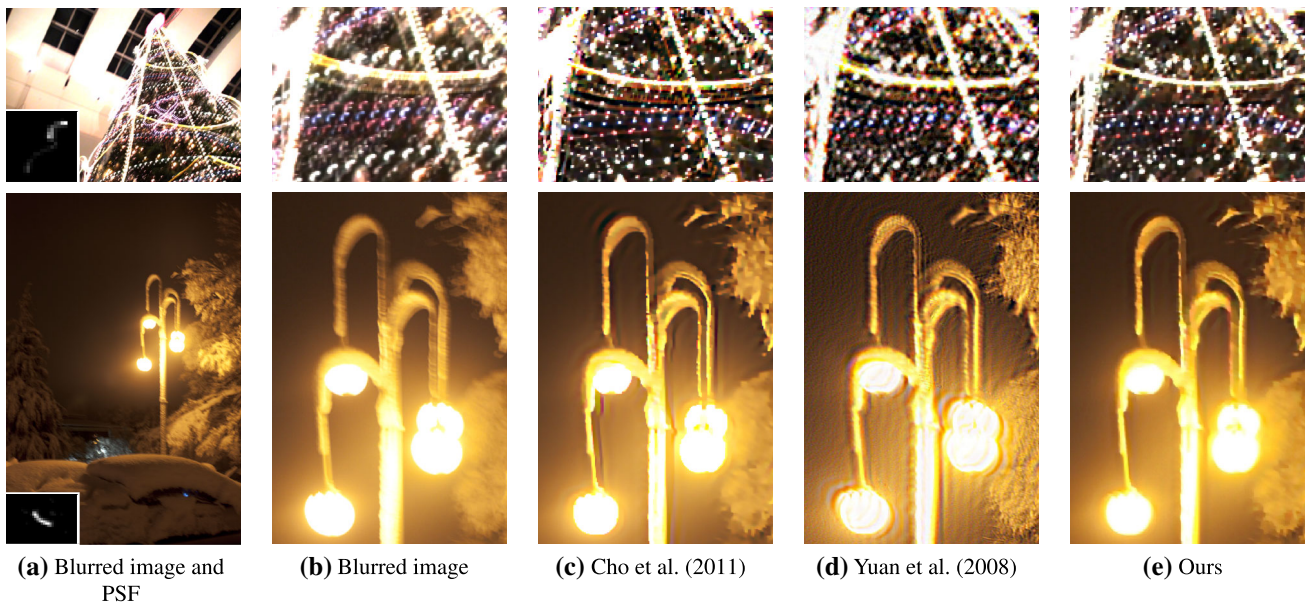 (a) Blurred image and
PSF
(b) Blurred image
(c) Cho et al. (2011)
(d) Yuan et al. (2008)
(e) Ours